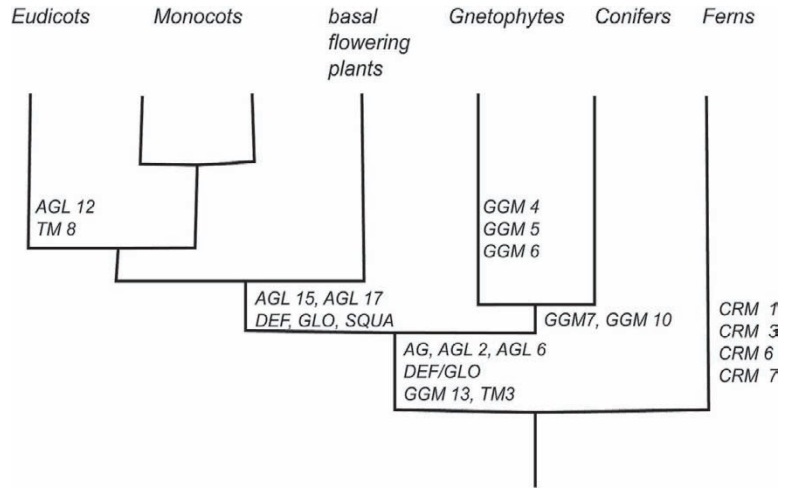 Eudicots
Monocots
basal
flowering
plants
Gnetophytes
Conifers
Ferns
AGL 12
TM 8
GGM 4
GGM 5
GGM 6
AGL 15, AGL 17
DEF, GLO, SQUA
GGM7, GGM 10
CRM 1
CRM 3
CRM 6
CRM 7
AG, AGL 2, AGL 6
DEF/GLO
GGM 13, TM3